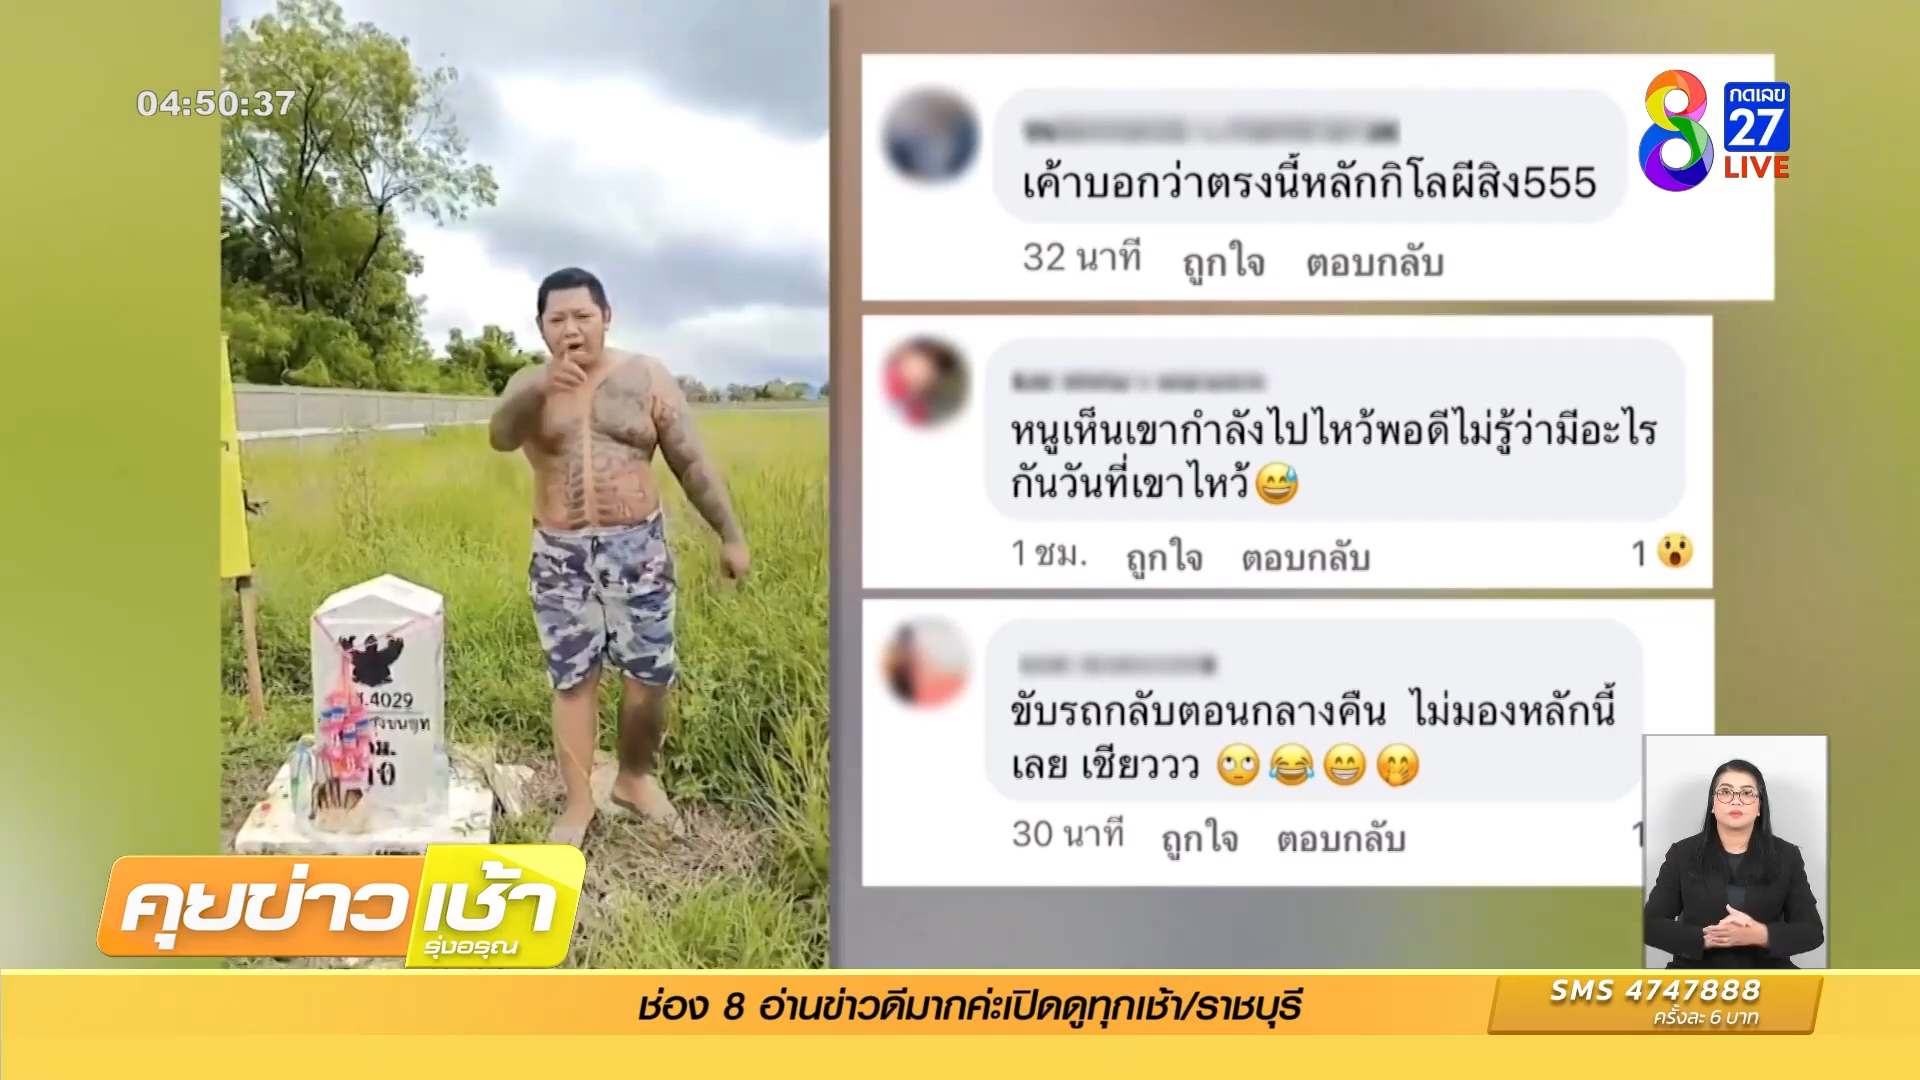 04:50:37
8
กดเลข
27
LIVE
เค้าบอกว่าตรงนี้หลักกิโลผีสิง555
32 นาที ถูกใจ ตอบกลับ
หนูเห็นเขากำลังไปไหว้พอดีไม่รู้ว่ามีอะไร
กันวันที่เขาไหว้😅
1 ชม. ถูกใจ ตอบกลับ
1 😮
ขับรถกลับตอนกลางคืน ไม่มองหลักนี้
เลย เชียววว 🙄😂😁🤭
30 นาที ถูกใจ ตอบกลับ
.4029
กม.
10
คุยข่าวเช้า
รุ่งอรุณ
ช่อง 8 อ่านข่าวดีมากค่ะเปิดดูทุกเช้า/ราชบุรี
SMS 4747888
ครั้งละ 6 บาท